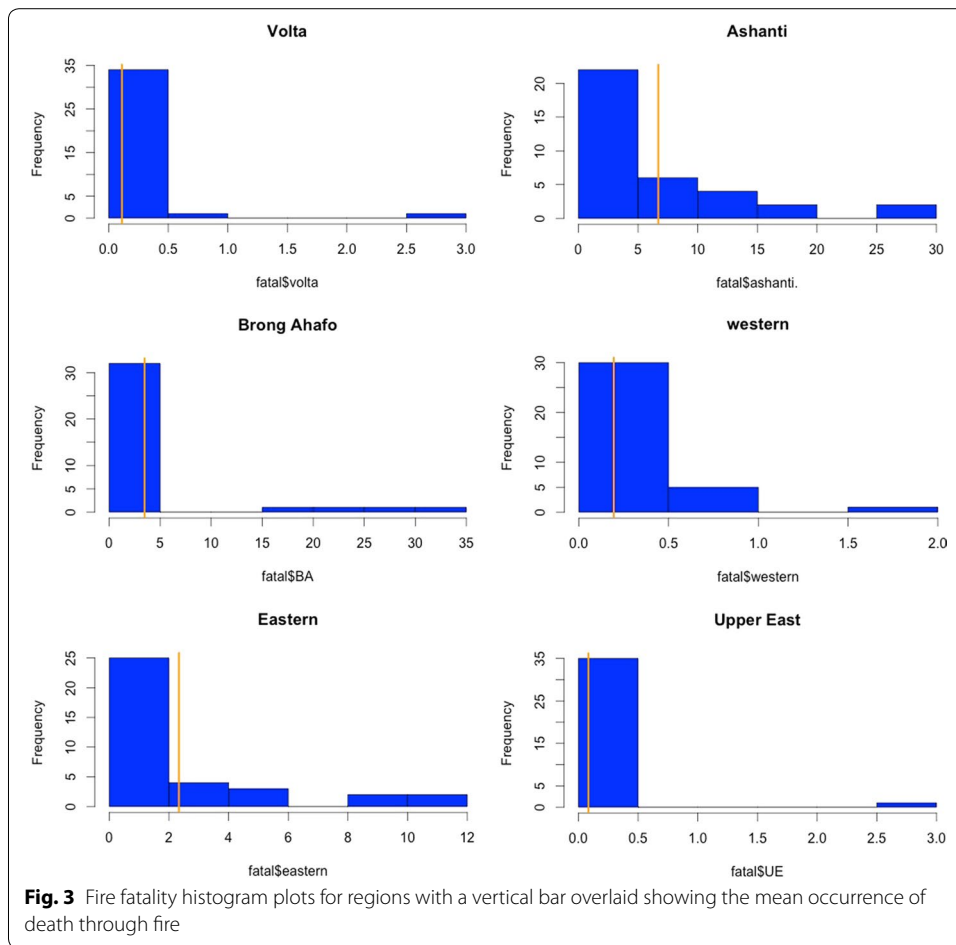 Volta
Frequency
0 5 15 25 35
0.0 0.5 1.0 1.5 2.0 2.5 3.0
fatal$volta
Ashanti
Frequency
0 5 10 15 20
0 5 10 15 20 25 30
fatal$ashanti.
Brong Ahafo
Frequency
0 5 10 20 30
0 5 10 15 20 25 30 35
fatal$BA
western
Frequency
0 5 10 20 30
0.0 0.5 1.0 1.5 2.0
fatal$western
Eastern
Frequency
0 5 10 15 20 25
0 2 4 6 8 10 12
fatal$eastern
Upper East
Frequency
0 5 15 25 35
0.0 0.5 1.0 1.5 2.0 2.5 3.0
fatal$UE
Fig. 3 Fire fatality histogram plots for regions with a vertical bar overlaid showing the mean occurrence of
death through fire